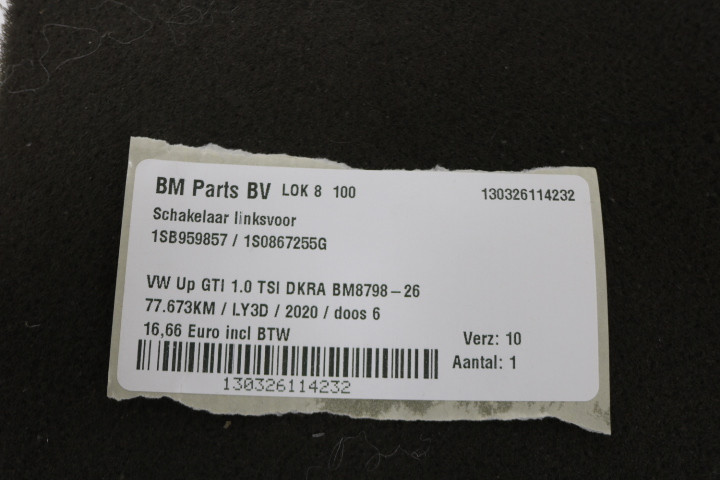 BM Parts BV LOK 8 100 130326114232
Schakelaar linksvoor
1SB959857 / 1S0867255G
VW Up GTI 1.0 TSI DKRA BM8798-26
77.673KM / LY3D / 2020 / doos 6
16,66 Euro incl BTW Verz: 10
Aantal: 1
130326114232